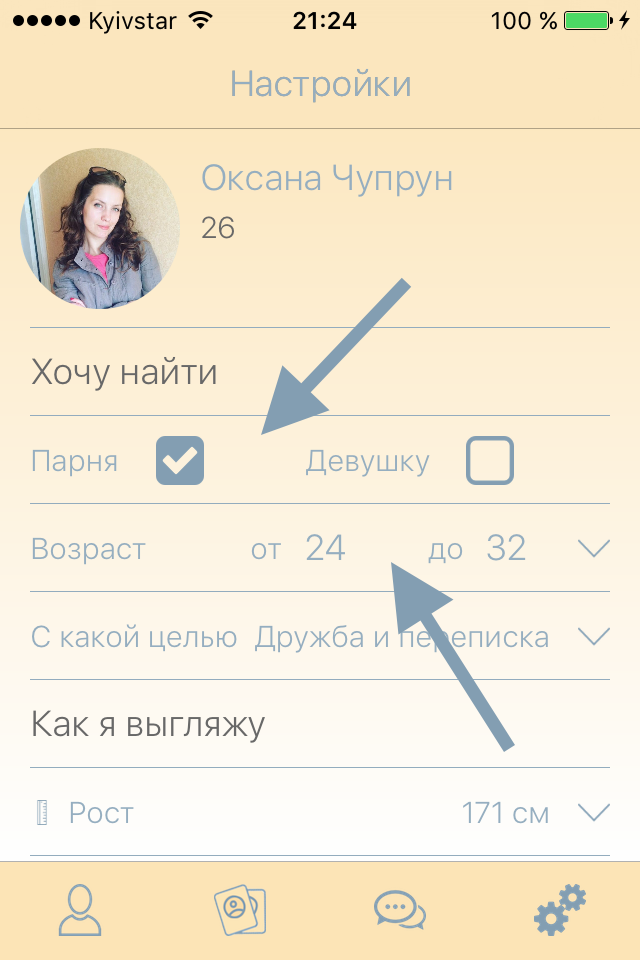 Kyivstar 21:24 100 %
Настройки
Оксана Чупрун
26
Хочу найти
Парня Девушку
Возраст от 24 до 32
С какой целью Дружба и переписка
Как я выгляжу
Рост 171 см